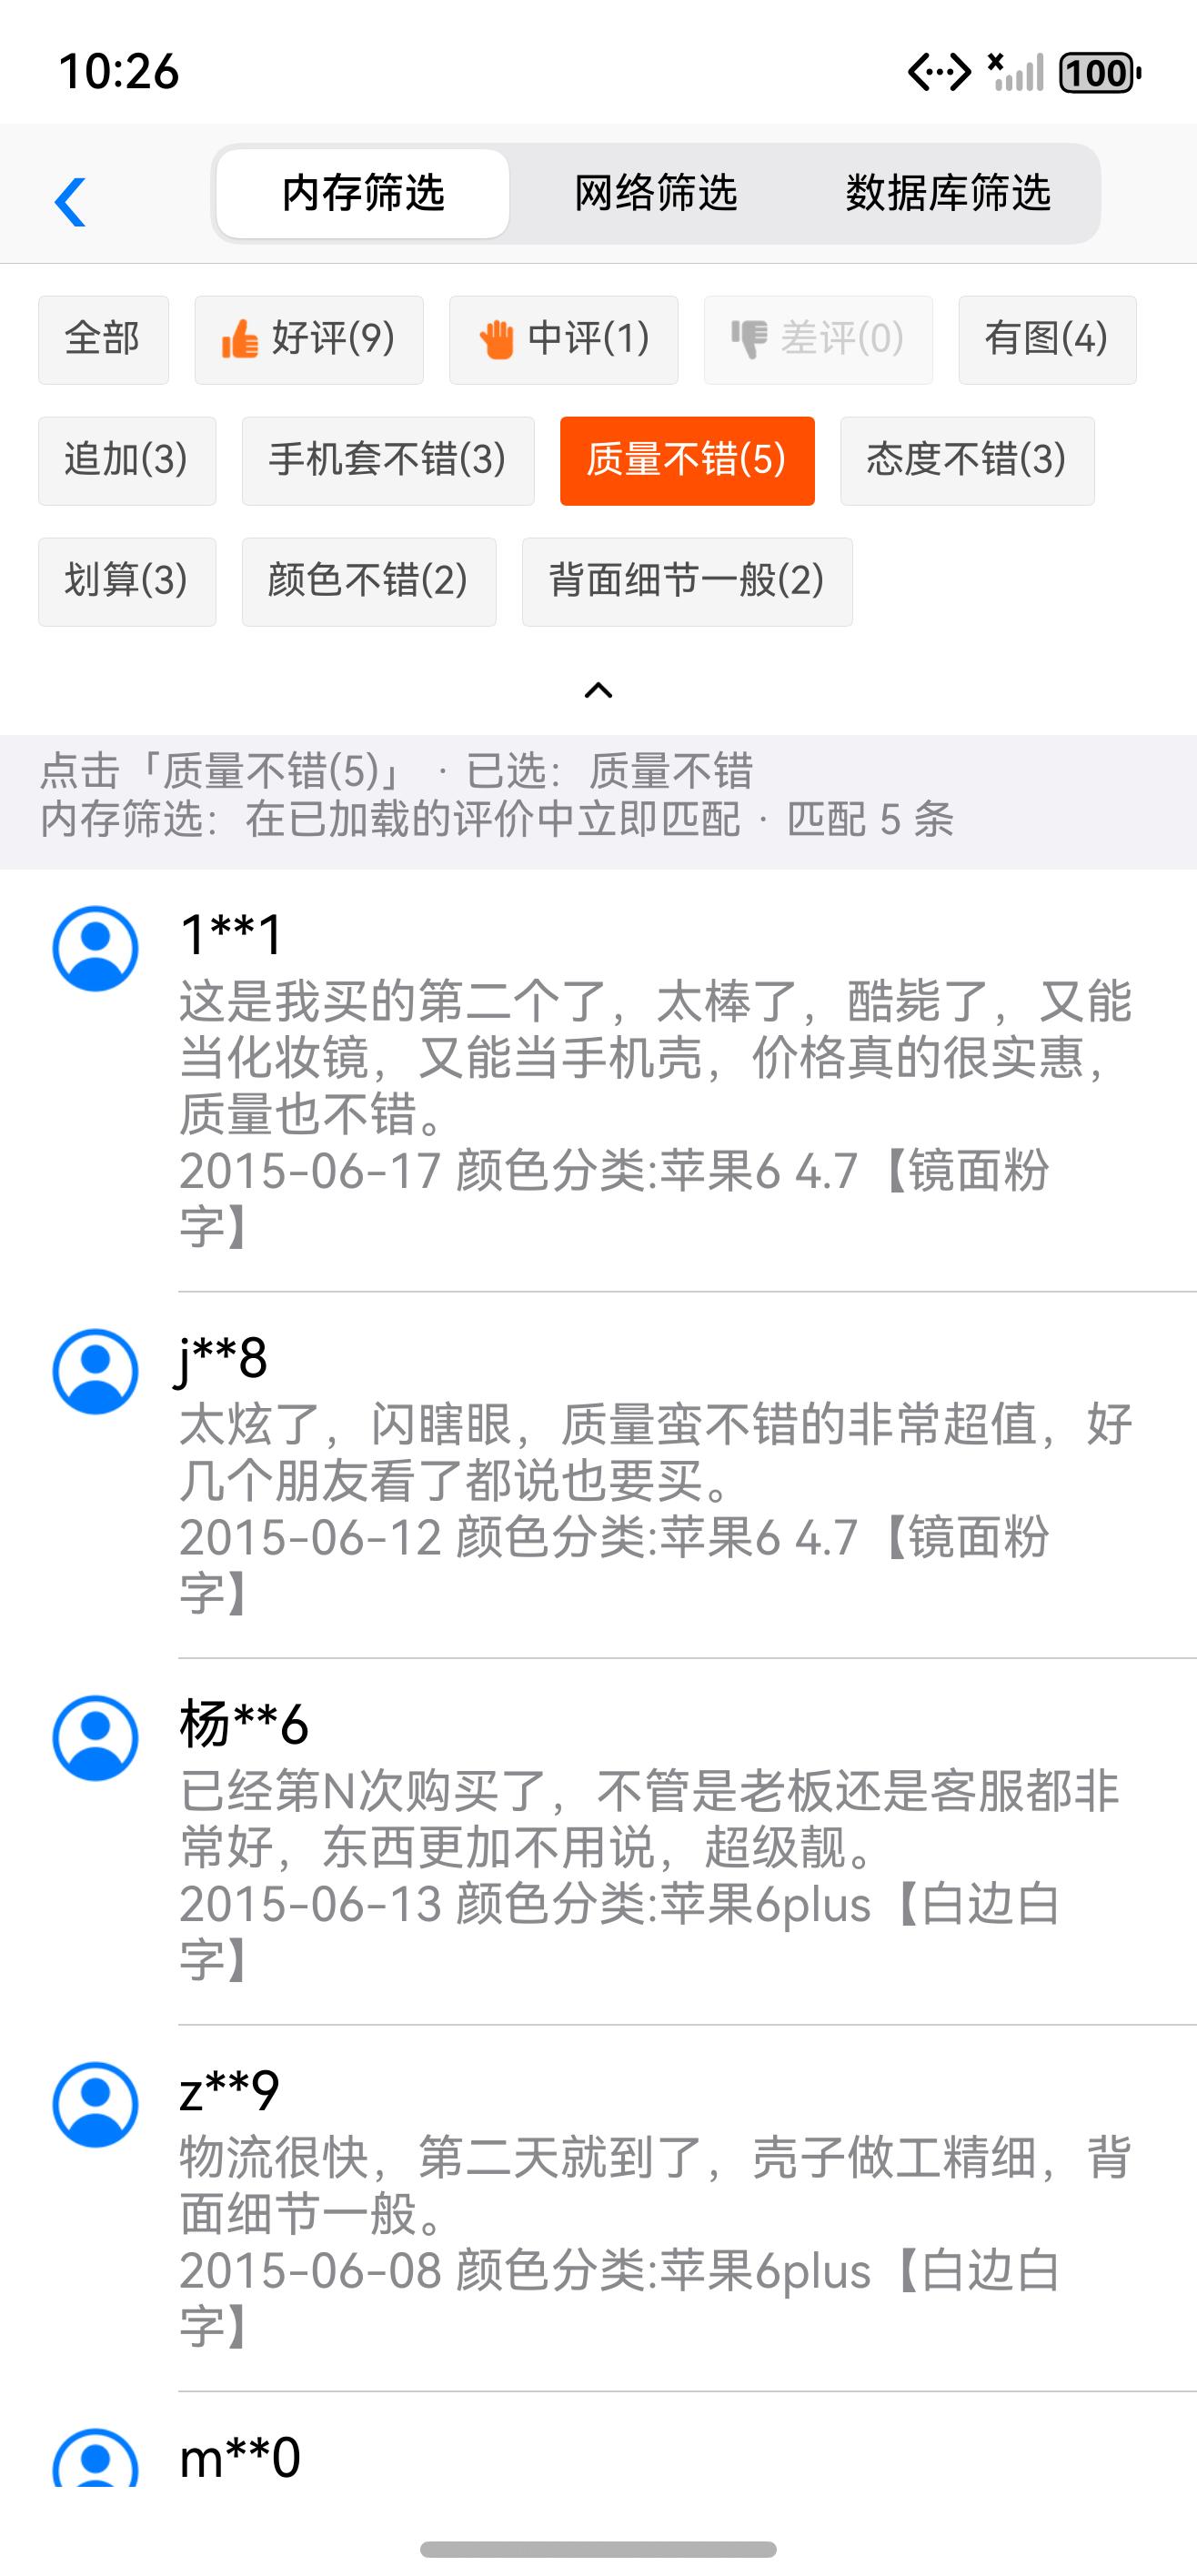 10:26
100
内存筛选 网络筛选 数据库筛选
全部 好评(9) 中评(1) 差评(0) 有图(4)
追加(3) 手机套不错(3) 质量不错(5) 态度不错(3)
划算(3) 颜色不错(2) 背面细节一般(2)
点击「质量不错(5)」 · 已选：质量不错
内存筛选：在已加载的评价中立即匹配 · 匹配 5 条
1**1
这是我买的第二个了，太棒了，酷毙了，又能
当化妆镜，又能当手机壳，价格真的很实惠，
质量也不错。
2015-06-17 颜色分类:苹果6 4.7【镜面粉
字】
j**8
太炫了，闪瞎眼，质量蛮不错的非常超值，好
几个朋友看了都说也要买。
2015-06-12 颜色分类:苹果6 4.7【镜面粉
字】
杨**6
已经第N次购买了，不管是老板还是客服都非
常好，东西更加不用说，超级靓。
2015-06-13 颜色分类:苹果6plus【白边白
字】
z**9
物流很快，第二天就到了，壳子做工精细，背
面细节一般。
2015-06-08 颜色分类:苹果6plus【白边白
字】
m**0